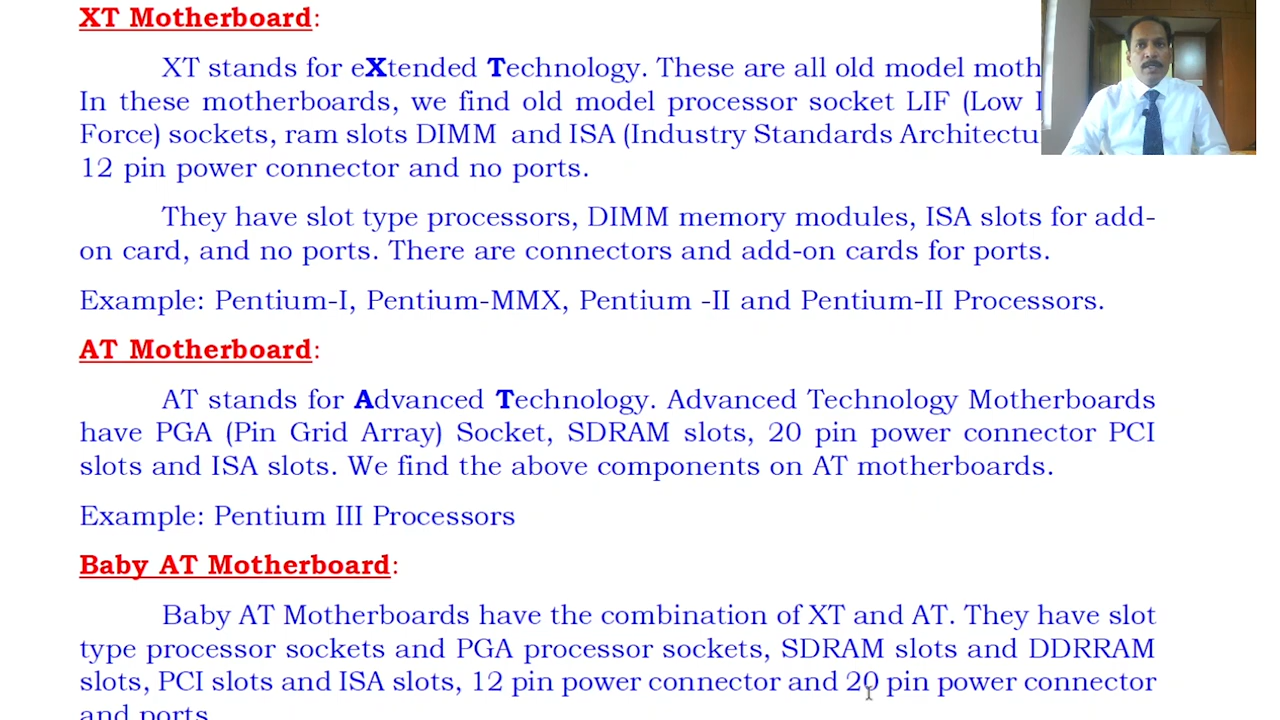 XT Motherboard:
XT stands for eXtended Technology. These are all old model moth
In these motherboards, we find old model processor socket LIF (Low I
Force) sockets, ram slots DIMM and ISA (Industry Standards Architectu
12 pin power connector and no ports.
They have slot type processors, DIMM memory modules, ISA slots for add-
on card, and no ports. There are connectors and add-on cards for ports.
Example: Pentium-I, Pentium-MMX, Pentium -II and Pentium-II Processors.
AT Motherboard:
AT stands for Advanced Technology. Advanced Technology Motherboards
have PGA (Pin Grid Array) Socket, SDRAM slots, 20 pin power connector PCI
slots and ISA slots. We find the above components on AT motherboards.
Example: Pentium III Processors
Baby AT Motherboard:
Baby AT Motherboards have the combination of XT and AT. They have slot
type processor sockets and PGA processor sockets, SDRAM slots and DDRRAM
slots, PCI slots and ISA slots, 12 pin power connector and 20 pin power connector
and ports